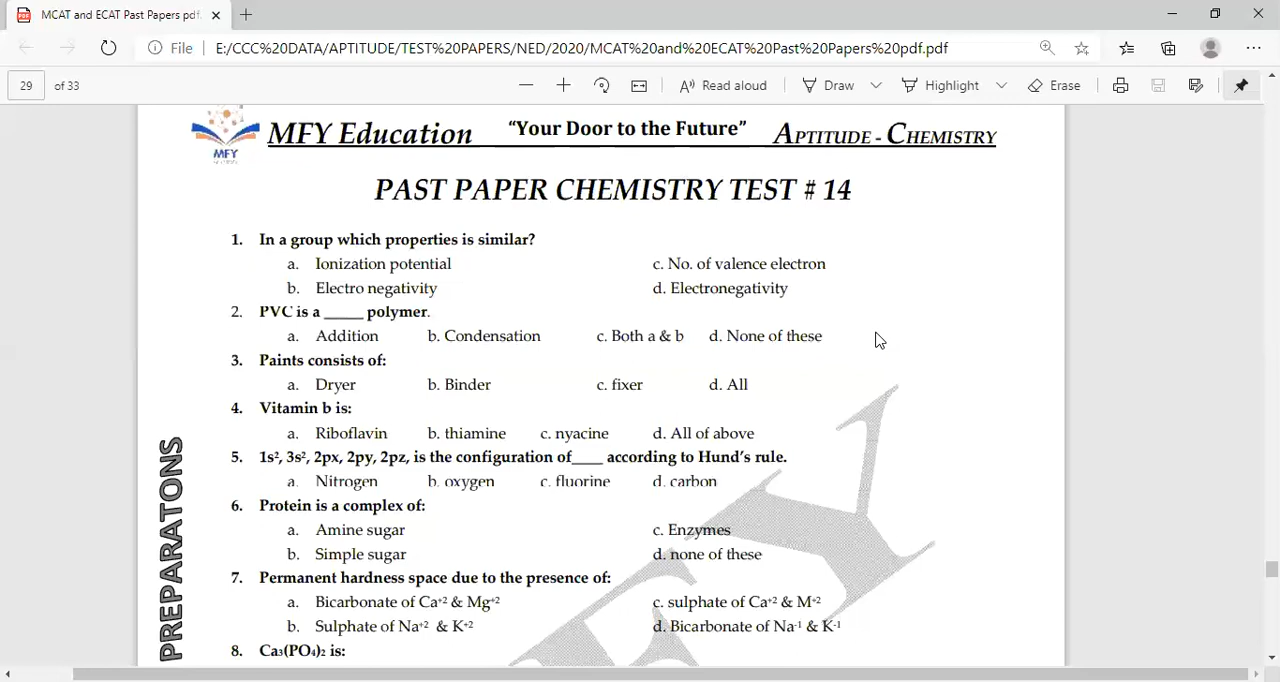 MCAT and ECAT Past Papers pdf.
File E:/CCC%20DATA/APTITUDE/TEST%20PAPERS/NED/2020/MCAT%20and%20ECAT%20Past%20Papers%20pdf.pdf
29 of 33 Read aloud Draw Highlight Erase
MFY Education "Your Door to the Future" APTITUDE - CHEMISTRY
MFY
PAST PAPER CHEMISTRY TEST # 14
1. In a group which properties is similar?
a. Ionization potential c. No. of valence electron
b. Electro negativity d. Electronegativity
2. PVC is a _____ polymer.
a. Addition b. Condensation c. Both a & b d. None of these
3. Paints consists of:
a. Dryer b. Binder c. fixer d. All
4. Vitamin b is:
a. Riboflavin b. thiamine c. nyacine d. All of above
5. 1s², 3s², 2px, 2py, 2pz, is the configuration of____ according to Hund's rule.
a. Nitrogen b. oxygen c. fluorine d. carbon
6. Protein is a complex of:
a. Amine sugar c. Enzymes
b. Simple sugar d. none of these
7. Permanent hardness space due to the presence of:
a. Bicarbonate of Ca⁺² & Mg⁺² c. sulphate of Ca⁺² & M⁺²
b. Sulphate of Na⁺² & K⁺² d. Bicarbonate of Na⁻¹ & K⁻¹
8. Ca₃(PO₄)₂ is:
PREPARATONS